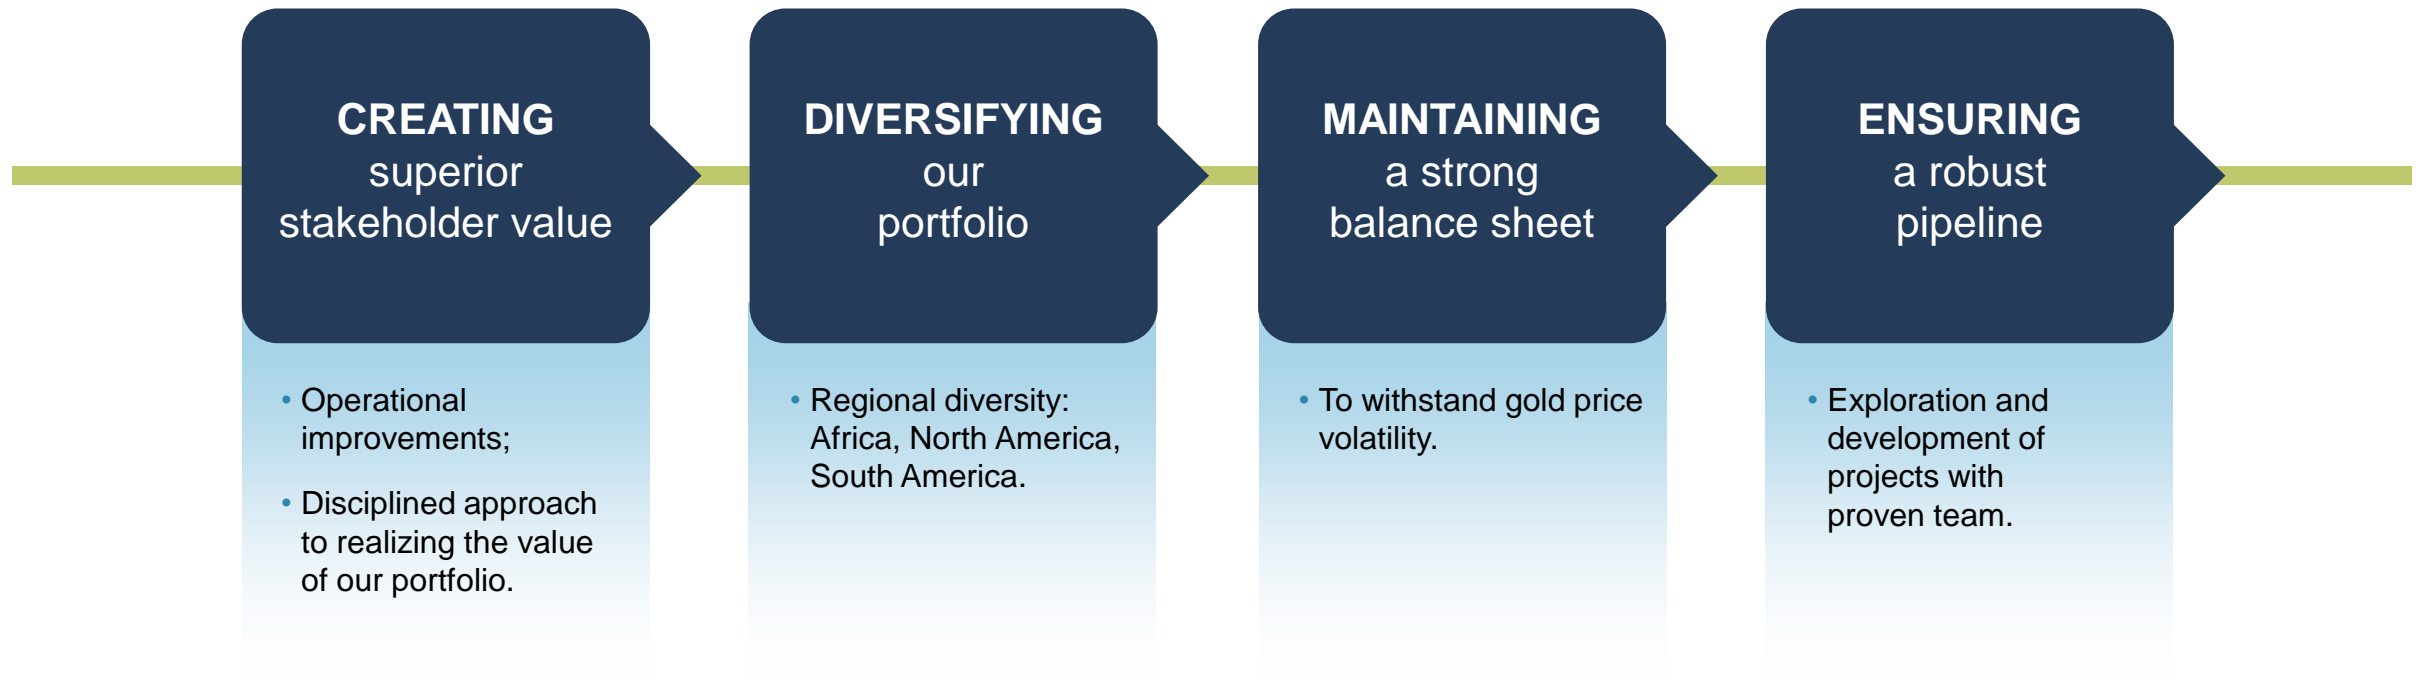 CREATING
superior
stakeholder value
• Operational
improvements;
• Disciplined approach
to realizing the value
of our portfolio.
DIVERSIFYING
our
portfolio
• Regional diversity:
Africa, North America,
South America.
MAINTAINING
a strong
balance sheet
• To withstand gold price
volatility.
ENSURING
a robust
pipeline
• Exploration and
development of
projects with
proven team.